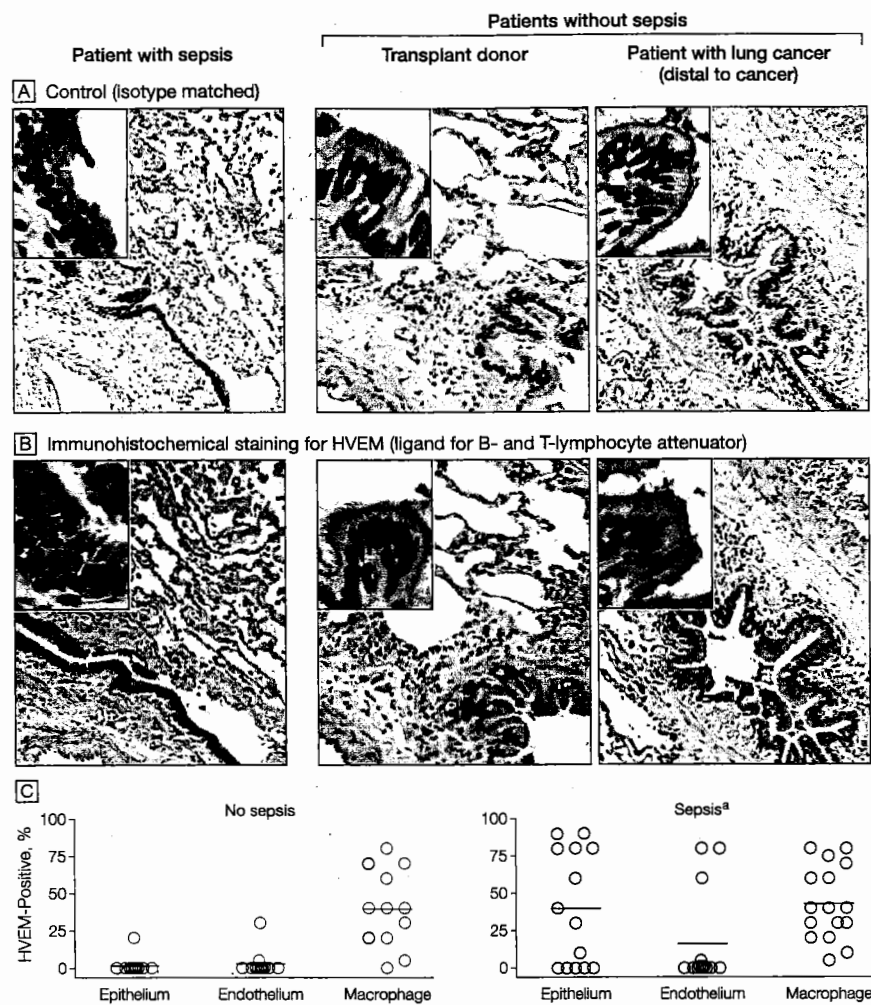 Patients without sepsis
Patient with sepsis
Transplant donor
Patient with lung cancer
(distal to cancer)
A Control (isotype matched)
B Immunohistochemical staining for HVEM (ligand for B- and T-lymphocyte attenuator)
C
No sepsis
Sepsisa
HVEM-Positive, %
100
75
50
25
0
Epithelium Endothelium Macrophage
100
75
50
25
0
Epithelium Endothelium Macrophage